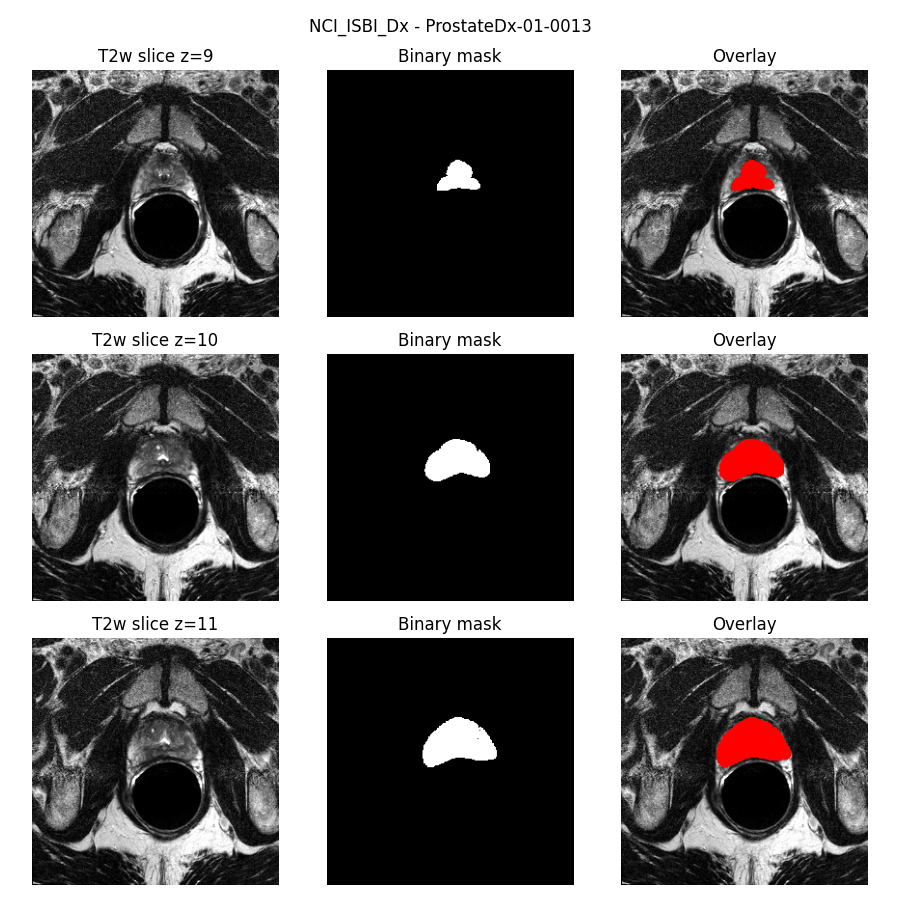 NCI_ISBI_Dx - ProstateDx-01-0013
T2w slice z=9 Binary mask Overlay
T2w slice z=10 Binary mask Overlay
T2w slice z=11 Binary mask Overlay